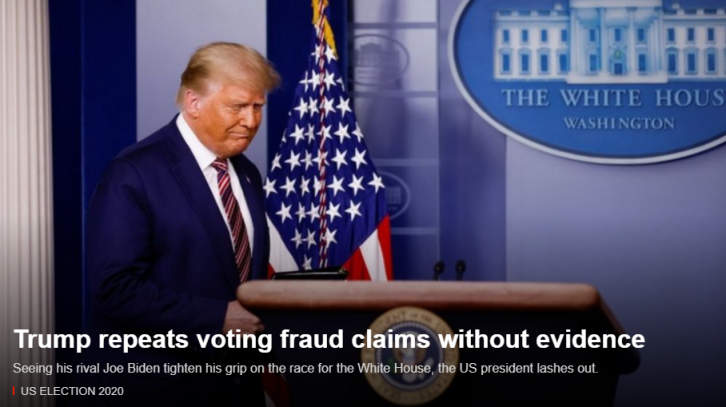 THE WHITE HOUS
WASHINGTON
Trump repeats voting fraud claims without evidence
Seeing his rival Joe Biden tighten his grip on the race for the White House, the US president lashes out.
US ELECTION 2020